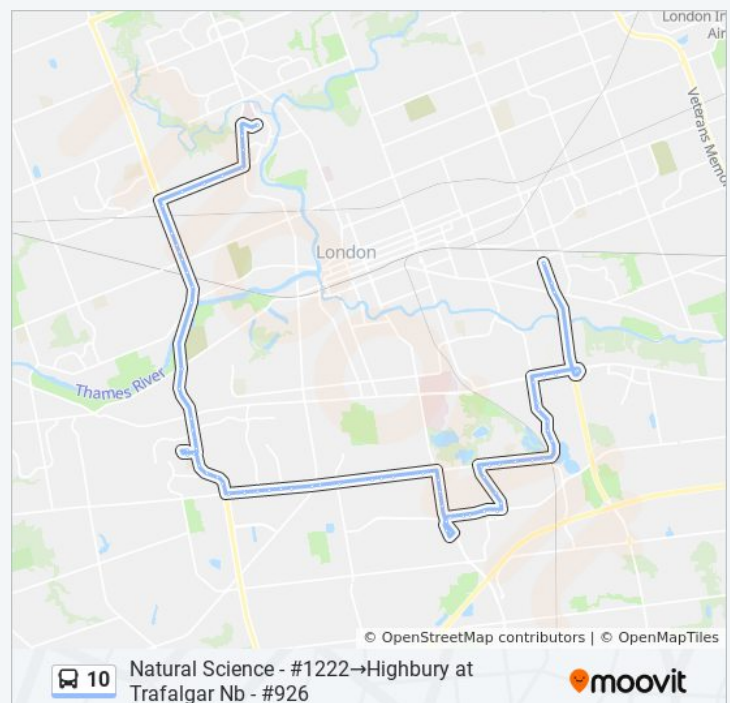 London In
Air
Veterans Memo
London
Thames River
© OpenStreetMap contributors | © OpenMapTiles
10
Natural Science - #1222→Highbury at
Trafalgar Nb - #926
moovit